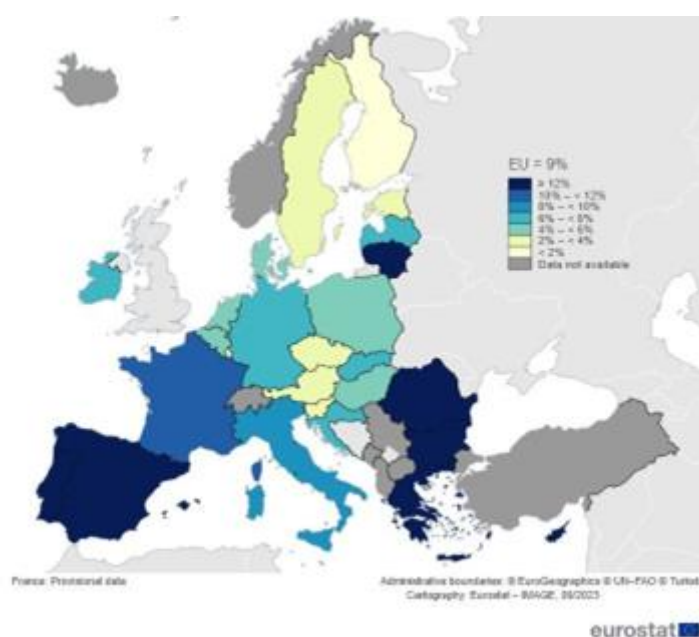 EU = 9%
≥ 12%
10% – < 12%
8% – < 10%
6% – < 8%
4% – < 6%
2% – < 4%
< 2%
Data not available
France: Provisional data
Administrative boundaries: © EuroGeographics © UN–FAO © Turkst
Cartography: Eurostat – IMAGE, 09/2023
eurostat